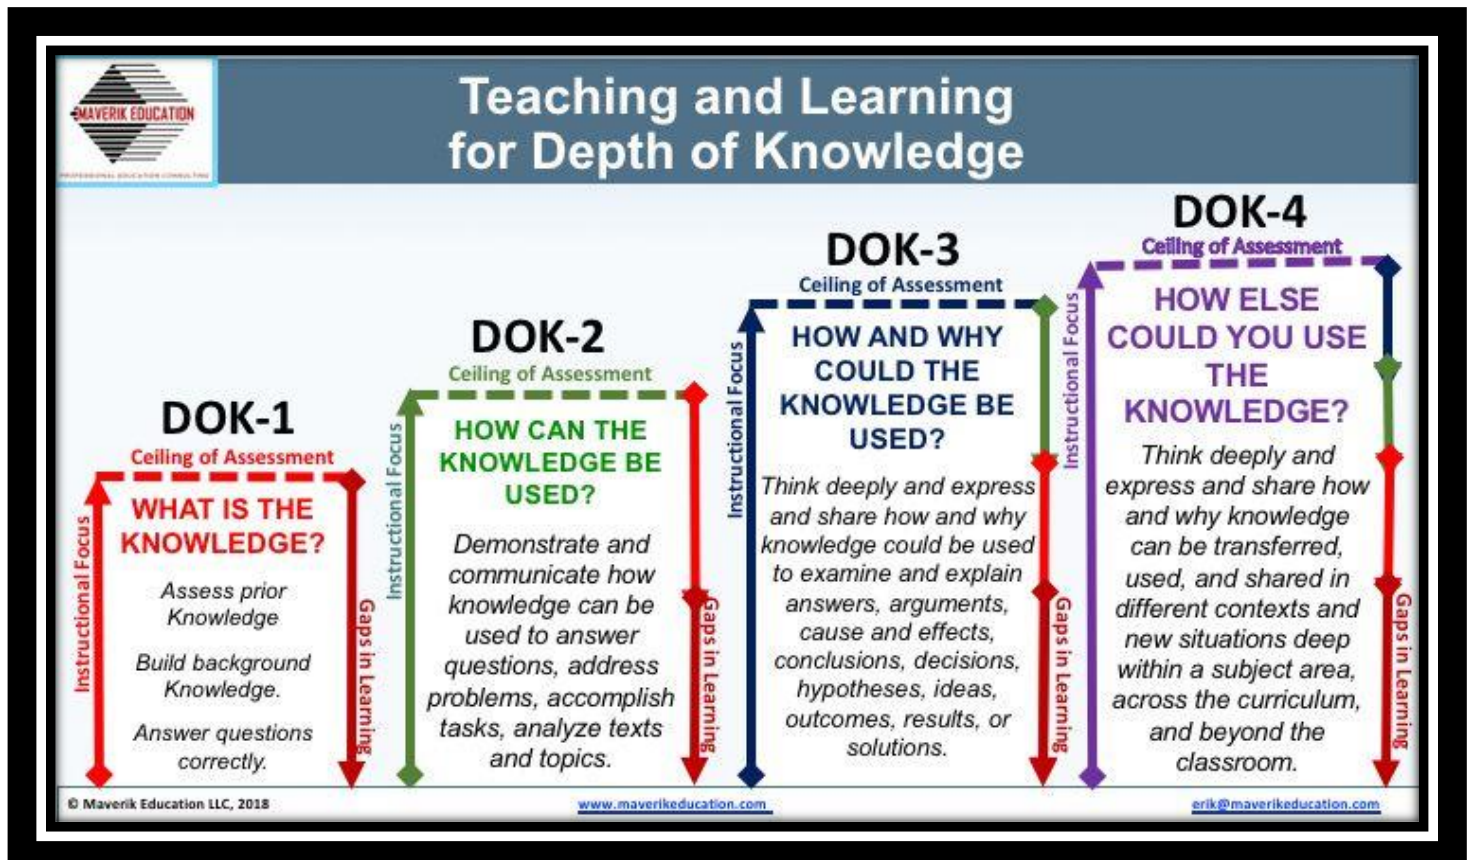 MAVERIK EDUCATION
PROFESSIONAL EDUCATION CONSULTING
Teaching and Learning
for Depth of Knowledge
DOK-1
Ceiling of Assessment
Instructional Focus
WHAT IS THE
KNOWLEDGE?
Assess prior
Knowledge
Build background
Knowledge.
Answer questions
correctly.
Gaps in Learning
DOK-2
Ceiling of Assessment
Instructional Focus
HOW CAN THE
KNOWLEDGE BE
USED?
Demonstrate and
communicate how
knowledge can be
used to answer
questions, address
problems, accomplish
tasks, analyze texts
and topics.
Gaps in Learning
DOK-3
Ceiling of Assessment
Instructional Focus
HOW AND WHY
COULD THE
KNOWLEDGE BE
USED?
Think deeply and express
and share how and why
knowledge could be used
to examine and explain
answers, arguments,
cause and effects,
conclusions, decisions,
hypotheses, ideas,
outcomes, results, or
solutions.
Gaps in Learning
DOK-4
Ceiling of Assessment
Instructional Focus
HOW ELSE
COULD YOU USE
THE
KNOWLEDGE?
Think deeply and
express and share how
and why knowledge
can be transferred,
used, and shared in
different contexts and
new situations deep
within a subject area,
across the curriculum,
and beyond the
classroom.
Gaps in Learning
© Maverik Education LLC, 2018
www.maverikeducation.com
erik@maverikeducation.com